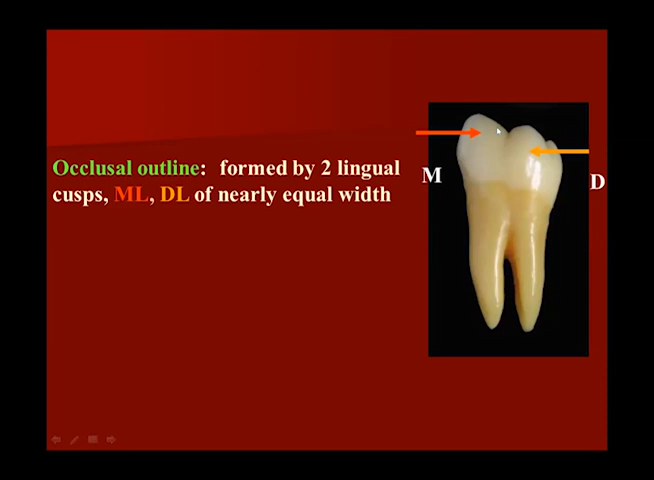 Occlusal outline: formed by 2 lingual
cusps, ML, DL of nearly equal width
M
D